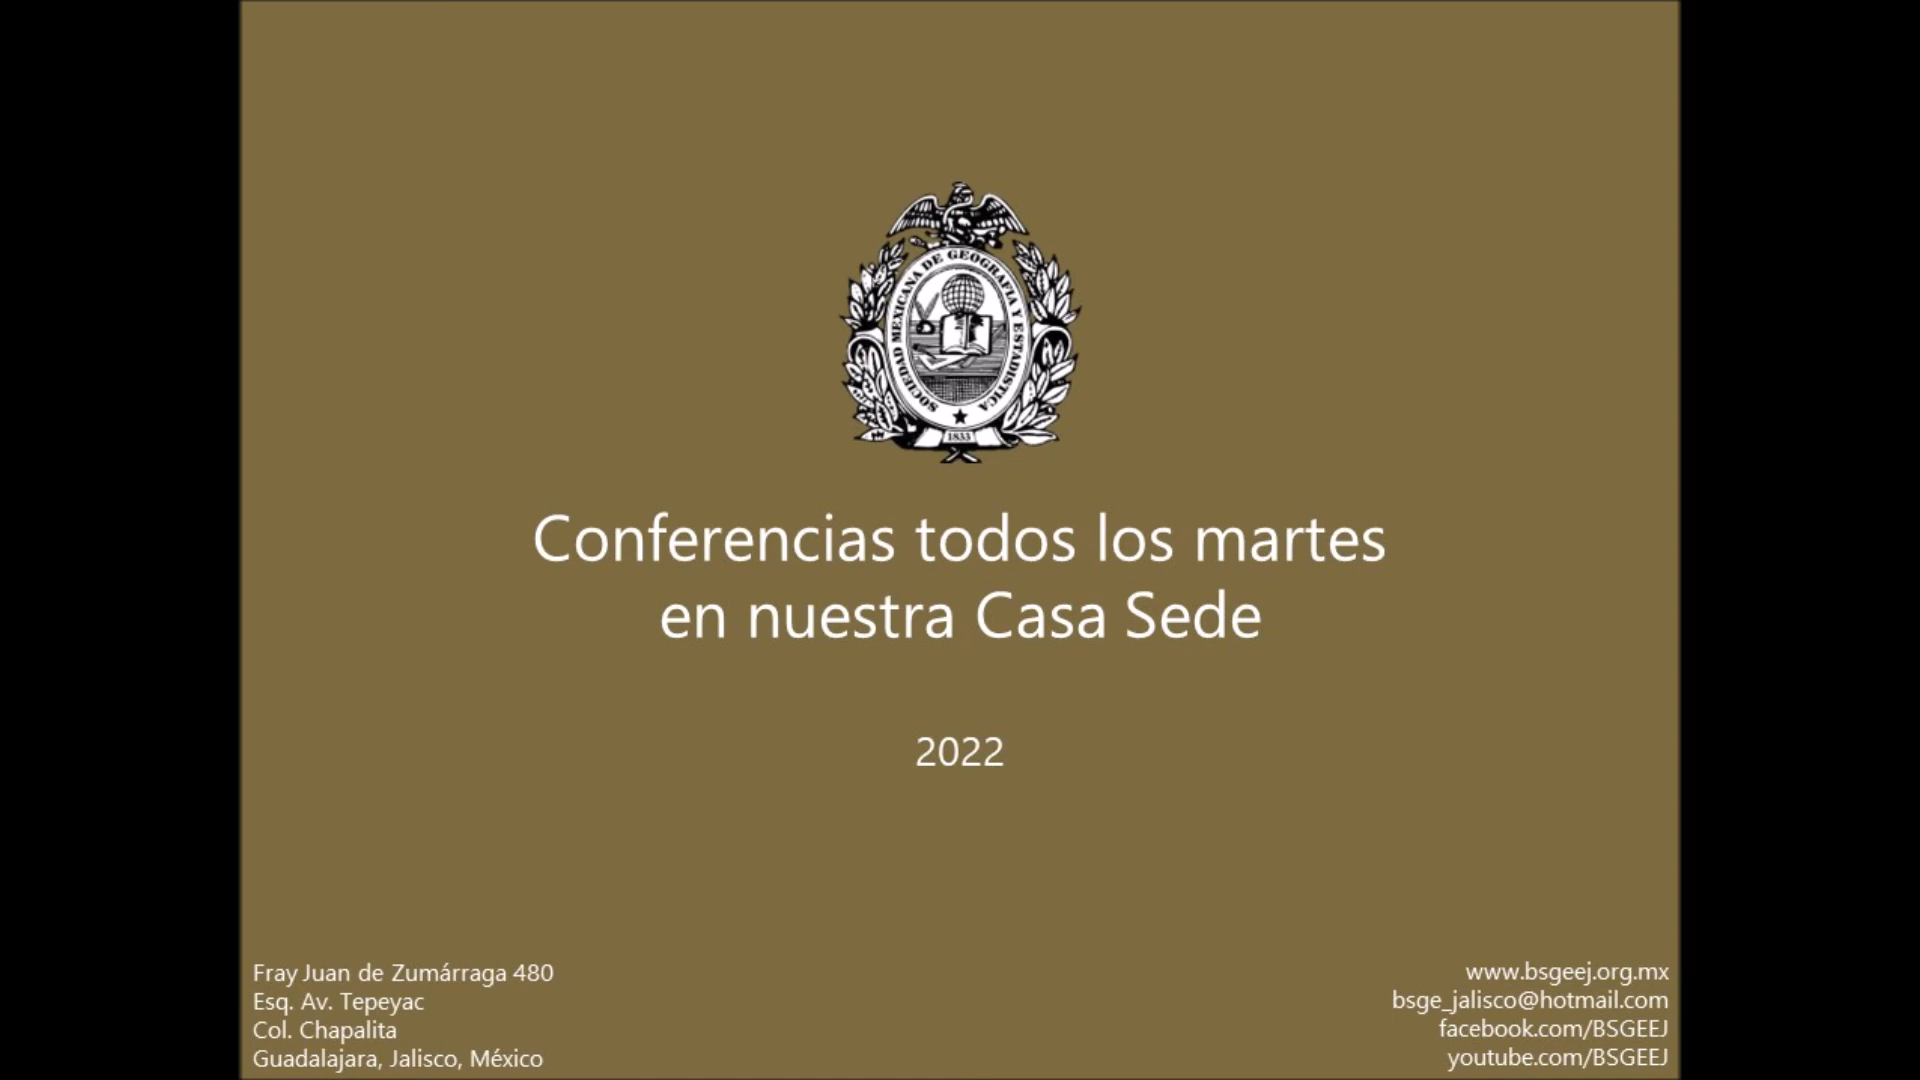 SOCIEDAD MEXICANA DE GEOGRAFIA Y ESTADISTICA
1833
Conferencias todos los martes
en nuestra Casa Sede
2022
Fray Juan de Zumárraga 480
Esq. Av. Tepeyac
Col. Chapalita
Guadalajara, Jalisco, México
www.bsgeej.org.mx
bsge_jalisco@hotmail.com
facebook.com/BSGEEJ
youtube.com/BSGEEJ